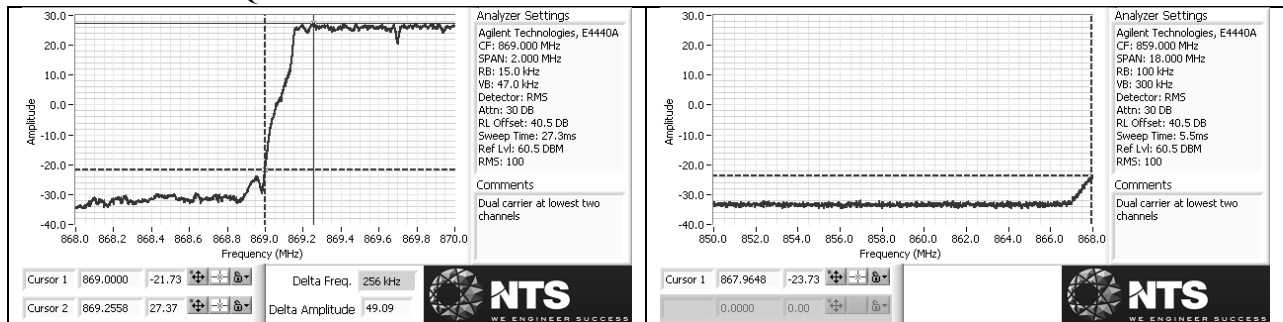 30.0
20.0
10.0
0.0
-10.0
-20.0
-30.0
-40.0
Amplitude
868.0 868.2 868.4 868.6 868.8 869.0 869.2 869.4 869.6 869.8 870.0
Frequency (MHz)
Analyzer Settings
Agilent Technologies, E4440A
CF: 869.000 MHz
SPAN: 2.000 MHz
RB: 15.0 kHz
VB: 47.0 kHz
Detector: RMS
Attn: 30 DB
RL Offset: 40.5 DB
Sweep Time: 27.3ms
Ref Lvl: 60.5 DBM
RMS: 100
Comments
Dual carrier at lowest two
channels
Cursor 1 869.0000 -21.73
Cursor 2 869.2558 27.37
Delta Freq. 256 kHz
Delta Amplitude 49.09
NTS
WE ENGINEER SUCCESS
30.0
20.0
10.0
0.0
-10.0
-20.0
-30.0
-40.0
Amplitude
850.0 852.0 854.0 856.0 858.0 860.0 862.0 864.0 866.0 868.0
Frequency (MHz)
Analyzer Settings
Agilent Technologies, E4440A
CF: 859.000 MHz
SPAN: 18.000 MHz
RB: 100 kHz
VB: 300 kHz
Detector: RMS
Attn: 30 DB
RL Offset: 40.5 DB
Sweep Time: 5.5ms
Ref Lvl: 60.5 DBM
RMS: 100
Comments
Dual carrier at lowest two
channels
Cursor 1 867.9648 -23.73
0.0000 0.00
NTS
WE ENGINEER SUCCESS